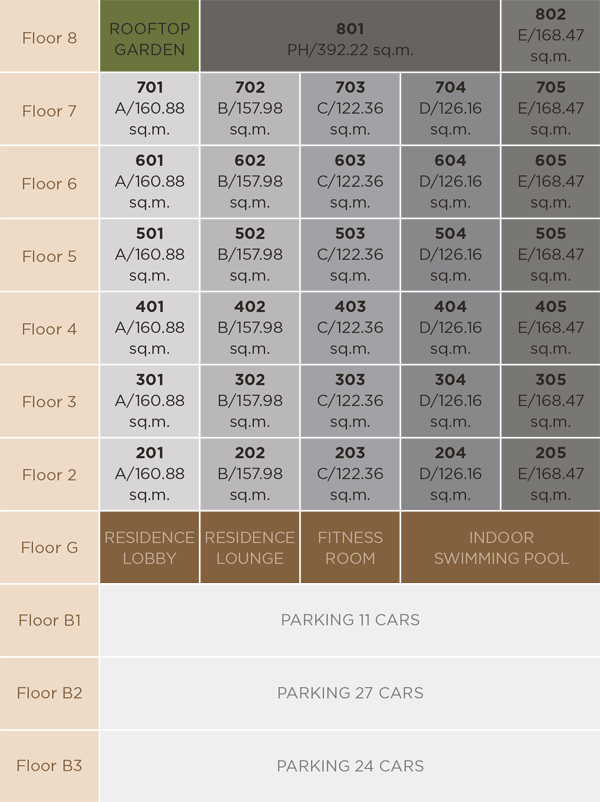 Floor 8
ROOFTOP
GARDEN
801
PH/392.22 sq.m.
802
E/168.47
sq.m.
Floor 7
701
A/160.88
sq.m.
702
B/157.98
sq.m.
703
C/122.36
sq.m.
704
D/126.16
sq.m.
705
E/168.47
sq.m.
Floor 6
601
A/160.88
sq.m.
602
B/157.98
sq.m.
603
C/122.36
sq.m.
604
D/126.16
sq.m.
605
E/168.47
sq.m.
Floor 5
501
A/160.88
sq.m.
502
B/157.98
sq.m.
503
C/122.36
sq.m.
504
D/126.16
sq.m.
505
E/168.47
sq.m.
Floor 4
401
A/160.88
sq.m.
402
B/157.98
sq.m.
403
C/122.36
sq.m.
404
D/126.16
sq.m.
405
E/168.47
sq.m.
Floor 3
301
A/160.88
sq.m.
302
B/157.98
sq.m.
303
C/122.36
sq.m.
304
D/126.16
sq.m.
305
E/168.47
sq.m.
Floor 2
201
A/160.88
sq.m.
202
B/157.98
sq.m.
203
C/122.36
sq.m.
204
D/126.16
sq.m.
205
E/168.47
sq.m.
Floor G
RESIDENCE
LOBBY
RESIDENCE
LOUNGE
FITNESS
ROOM
INDOOR
SWIMMING POOL
Floor B1
PARKING 11 CARS
Floor B2
PARKING 27 CARS
Floor B3
PARKING 24 CARS